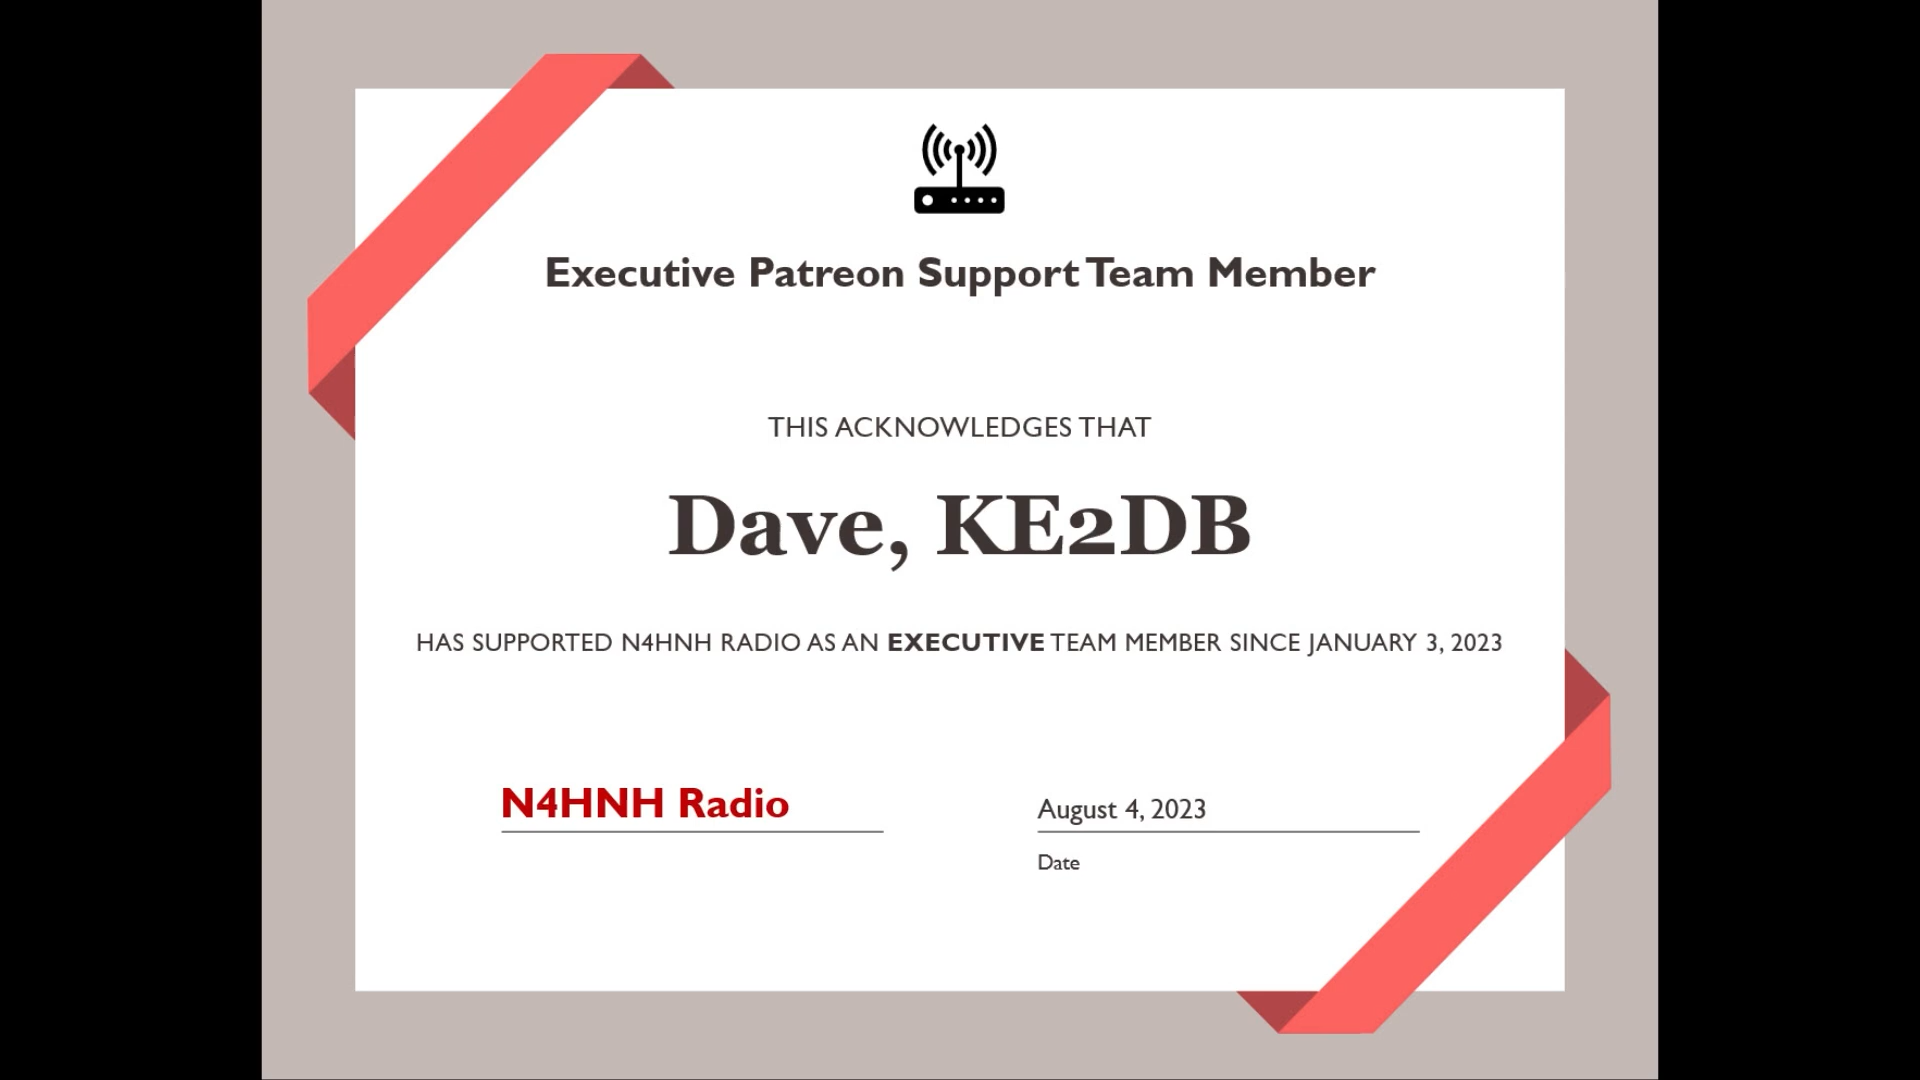 Executive Patreon Support Team Member
THIS ACKNOWLEDGES THAT
Dave, KE2DB
HAS SUPPORTED N4HNH RADIO AS AN EXECUTIVE TEAM MEMBER SINCE JANUARY 3, 2023
N4HNH Radio
August 4, 2023
Date